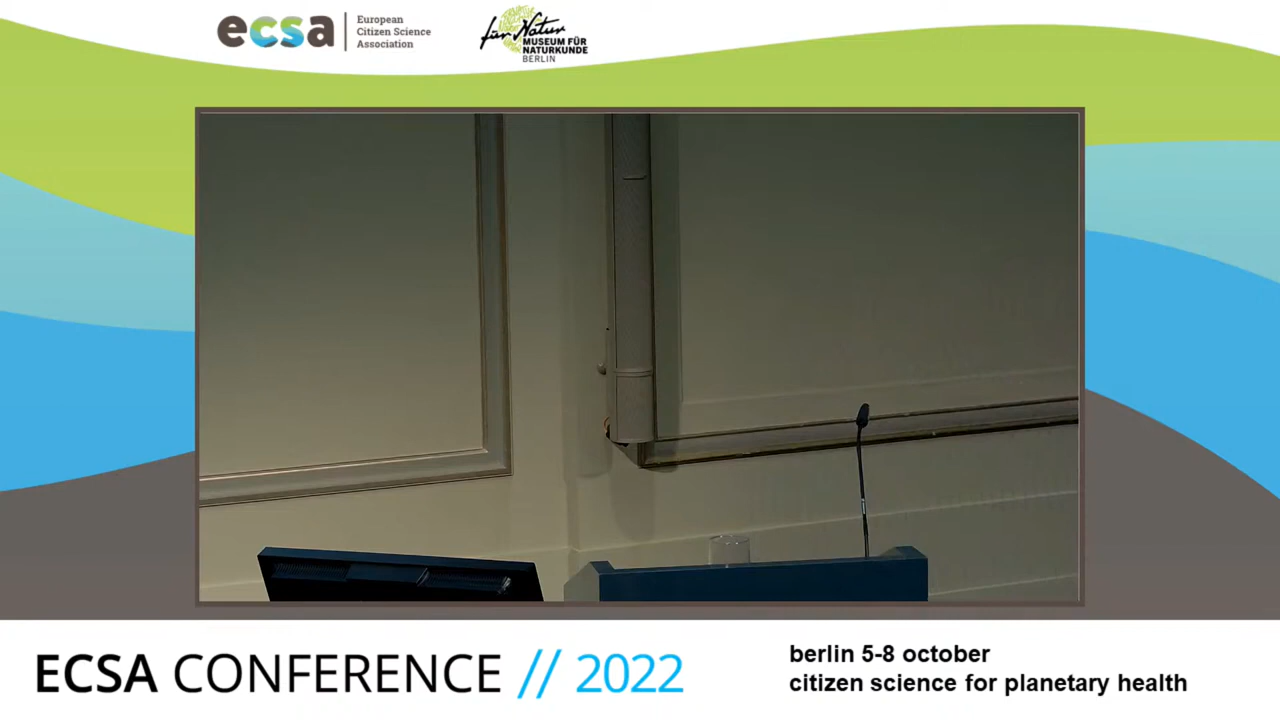 ecsa
European
Citizen Science
Association
für Natur
MUSEUM FÜR
NATURKUNDE
BERLIN
ECSA CONFERENCE // 2022
berlin 5-8 october
citizen science for planetary health